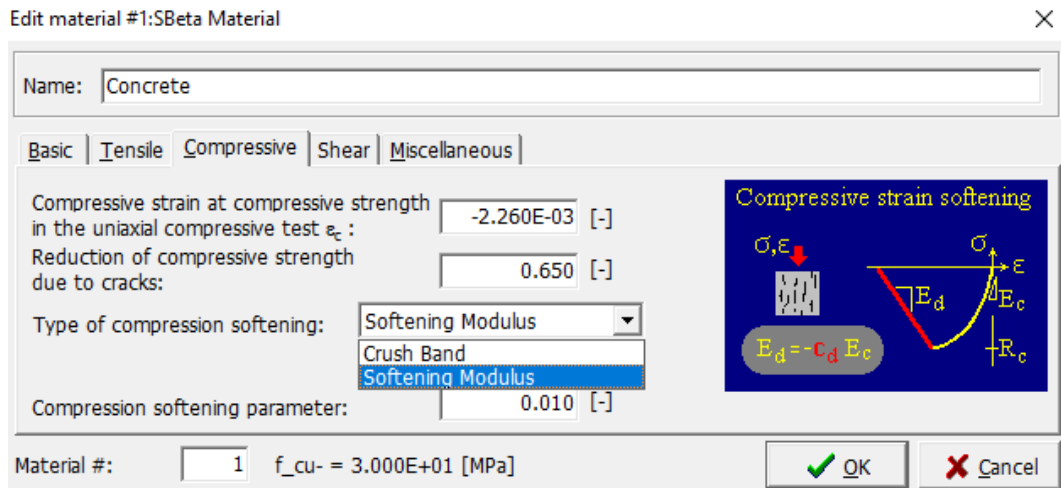 Edit material #1:SBeta Material
Name: Concrete
Basic Tensile Compressive Shear Miscellaneous
Compressive strain at compressive strength
in the uniaxial compressive test εc : -2.260E-03 [-]
Reduction of compressive strength
due to cracks: 0.650 [-]
Type of compression softening: Softening Modulus
Crush Band
Softening Modulus
Compression softening parameter: 0.010 [-]
Compressive strain softening
σ,ε
σ
ε
Ed
Ec
Ed=-cd Ec
Rc
Material #: 1 f_cu- = 3.000E+01 [MPa]
OK
Cancel